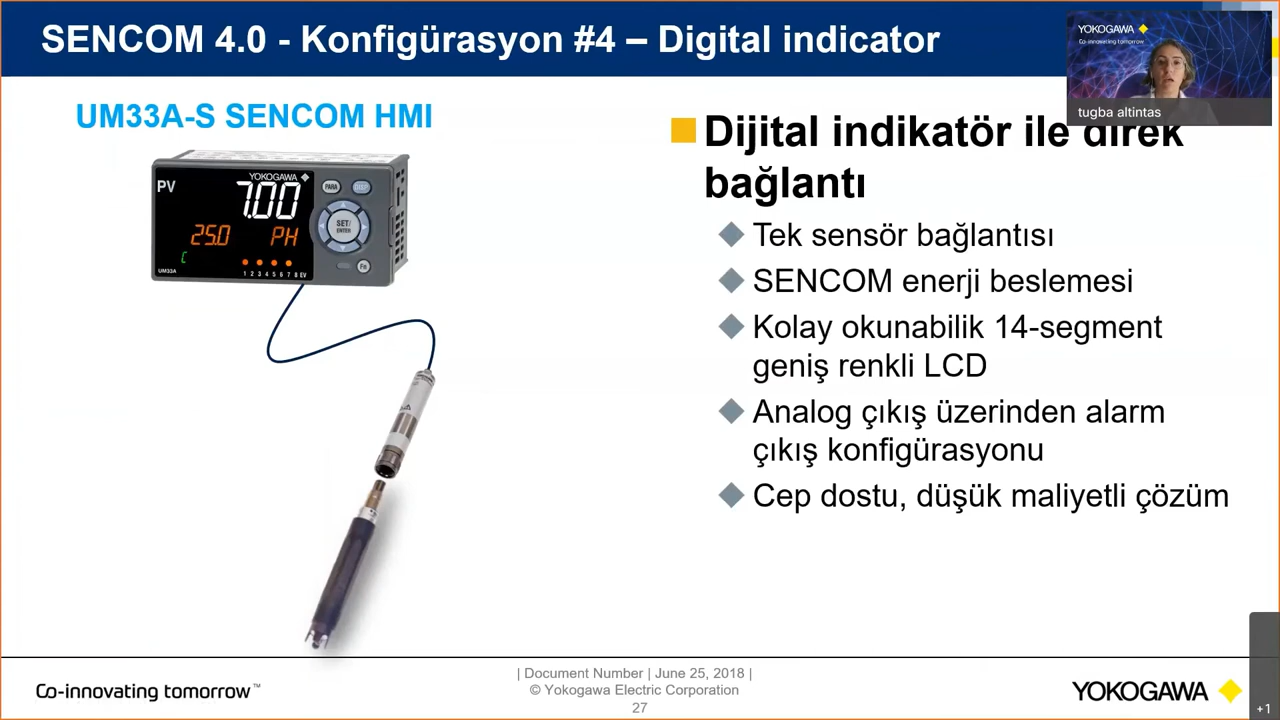 SENCOM 4.0 - Konfigürasyon #4 – Digital indicator
YOKOGAWA
Co-innovating tomorrow
tugba altintas
UM33A-S SENCOM HMI
YOKOGAWA
PV
7.00
25.0 PH
C
UM33A
1 2 3 4 5 6 7 8 EV
PARA
DISP
SET/
ENTER
Fn
Dijital indikatör ile direk
bağlantı
Tek sensör bağlantısı
SENCOM enerji beslemesi
Kolay okunabilik 14-segment
geniş renkli LCD
Analog çıkış üzerinden alarm
çıkış konfigürasyonu
Cep dostu, düşük maliyetli çözüm
Co-innovating tomorrow™
| Document Number | June 25, 2018 |
© Yokogawa Electric Corporation
27
YOKOGAWA
+1